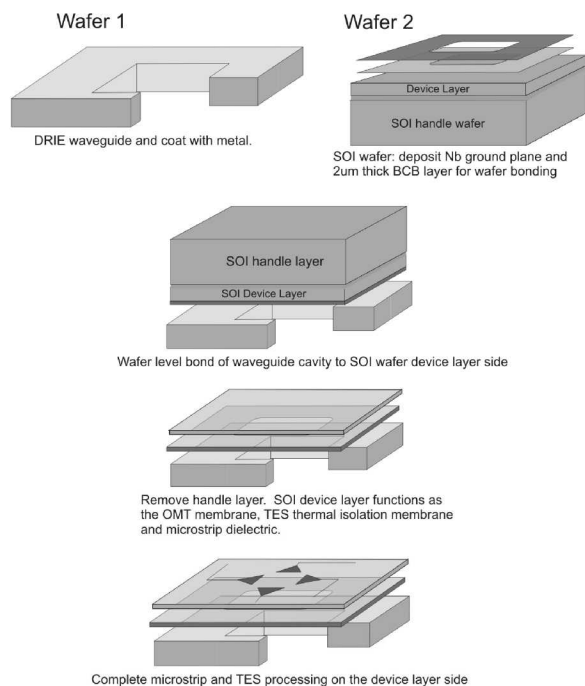 Wafer 1
Wafer 2
DRIE waveguide and coat with metal.
Device Layer
SOI handle wafer
SOI wafer: deposit Nb ground plane and
2um thick BCB layer for wafer bonding
SOI handle layer
SOI Device Layer
Wafer level bond of waveguide cavity to SOI wafer device layer side
Remove handle layer. SOI device layer functions as
the OMT membrane, TES thermal isolation membrane
and microstrip dielectric.
Complete microstrip and TES processing on the device layer side